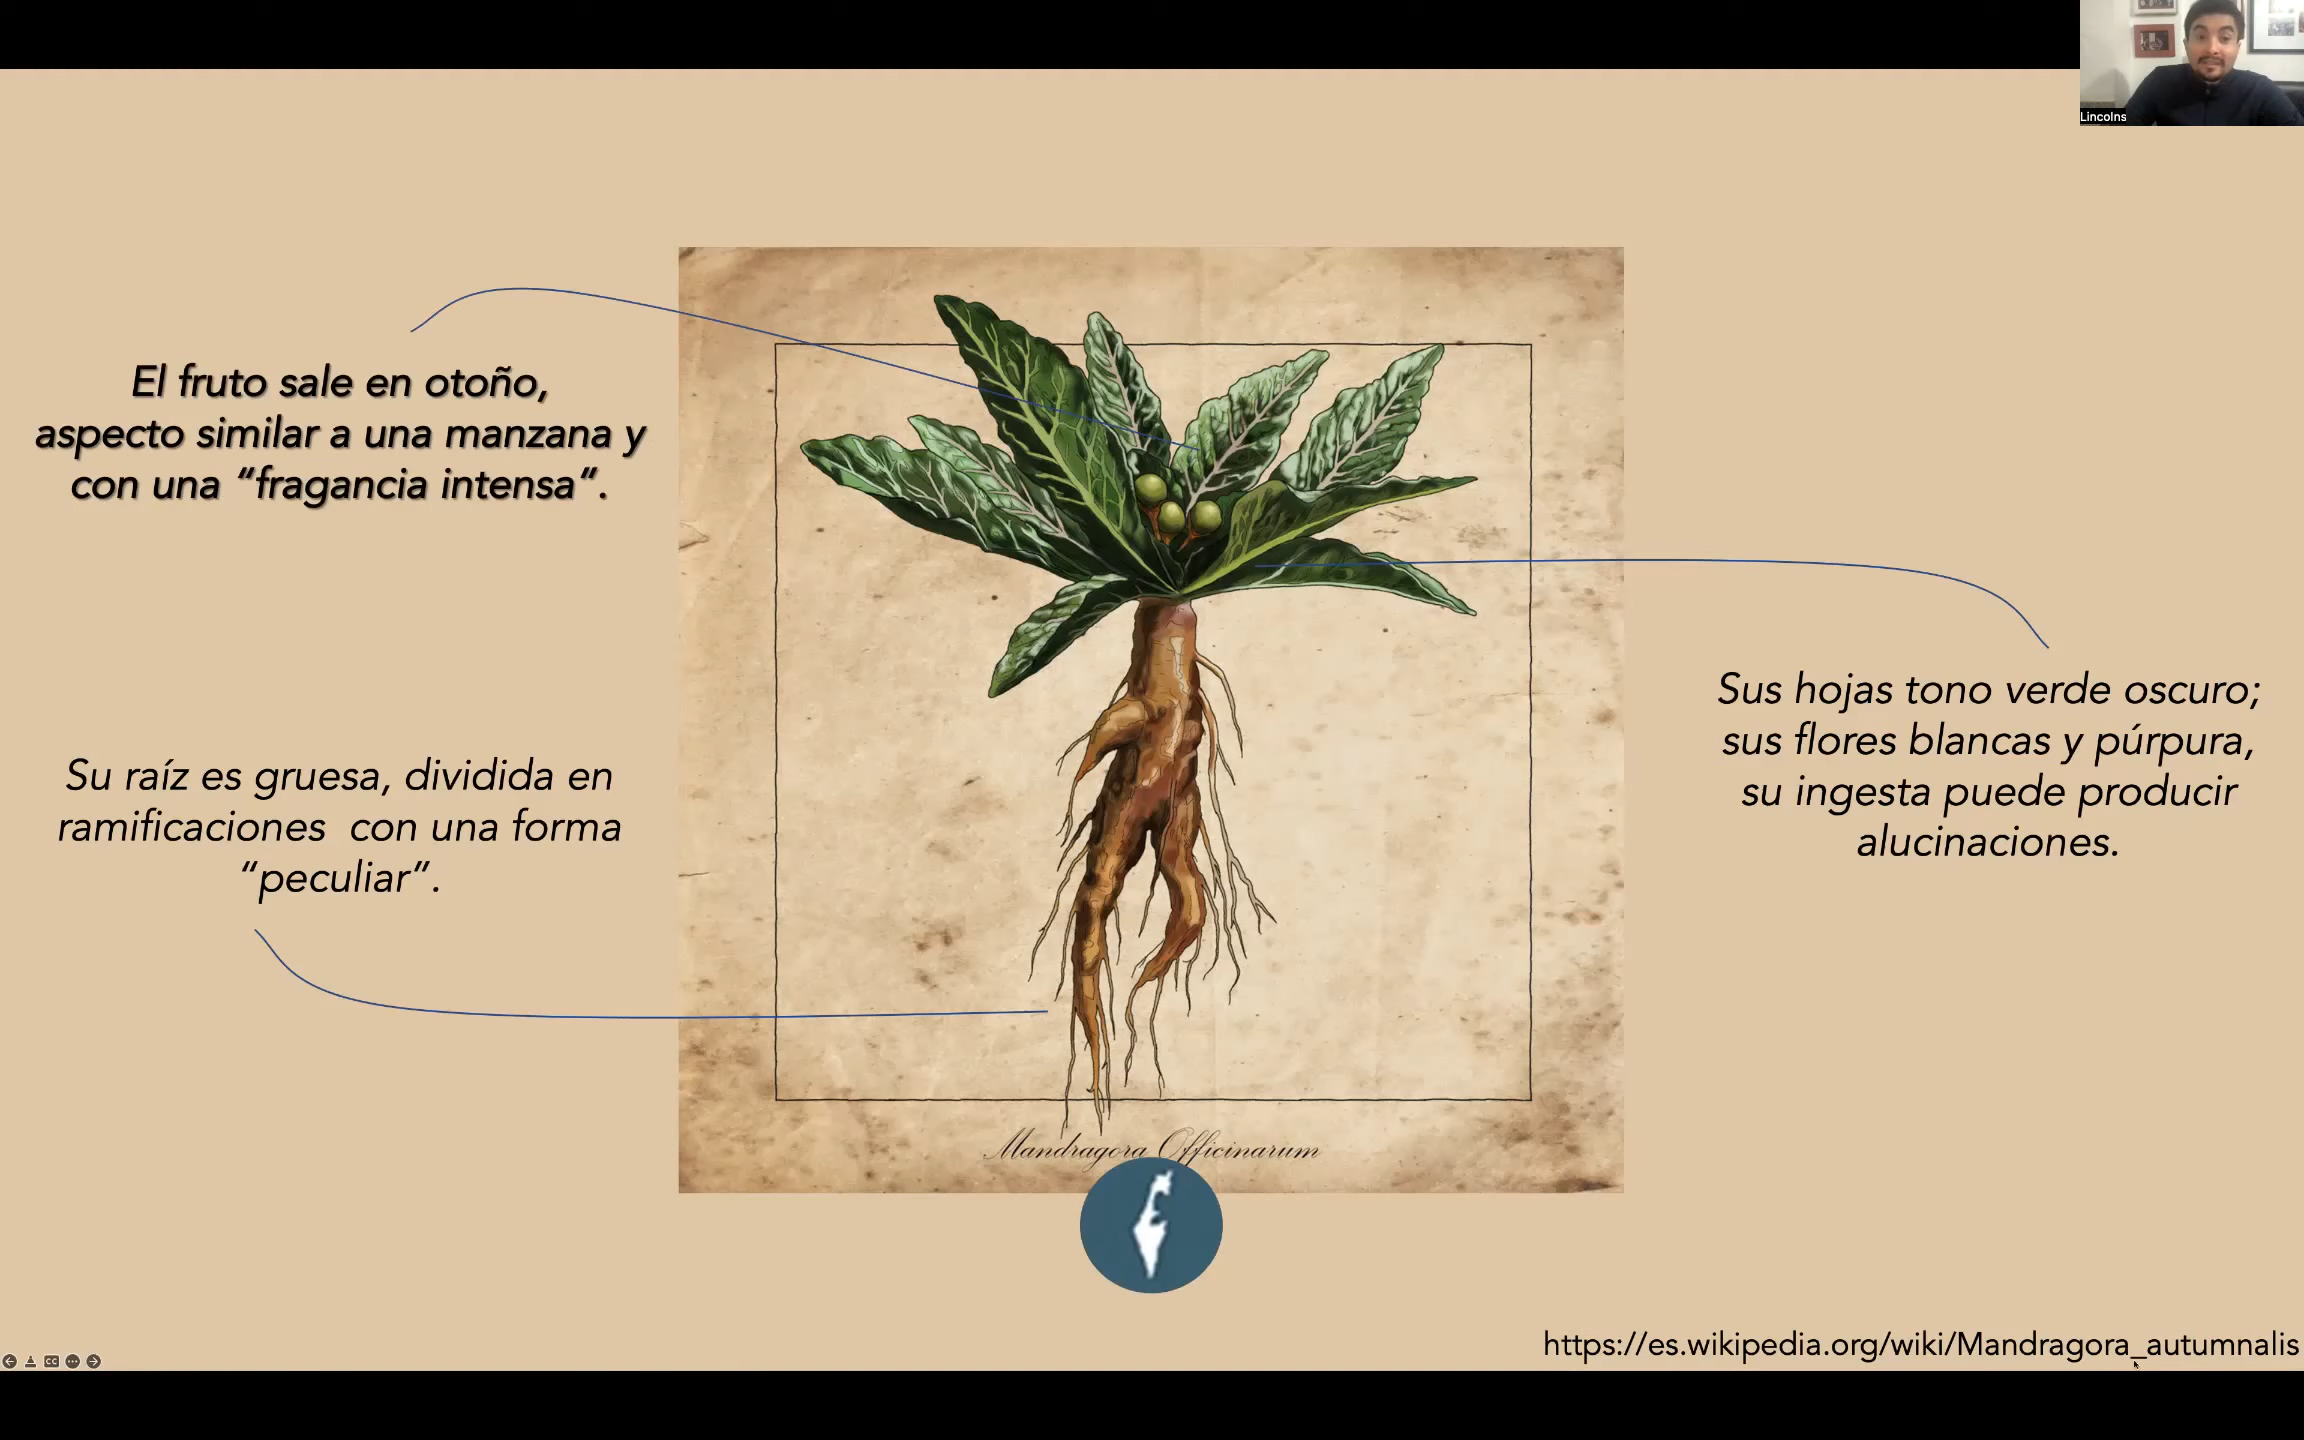 Lincolns
El fruto sale en otoño,
aspecto similar a una manzana y
con una “fragancia intensa”.
Su raíz es gruesa, dividida en
ramificaciones con una forma
“peculiar”.
Sus hojas tono verde oscuro;
sus flores blancas y púrpura,
su ingesta puede producir
alucinaciones.
Mandragora Officinarum
https://es.wikipedia.org/wiki/Mandragora_autumnalis
CC